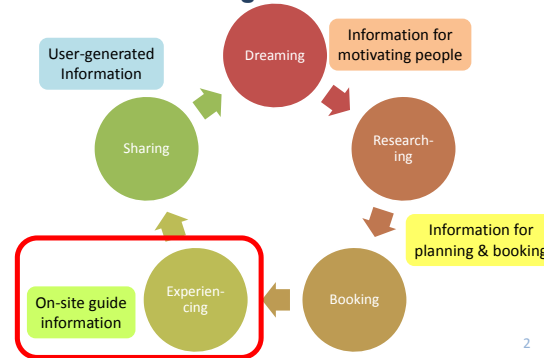 Dreaming
Information for
motivating people
User-generated
Information
Sharing
Research-
ing
Information for
planning & booking
Experien-
cing
On-site guide
information
Booking
2